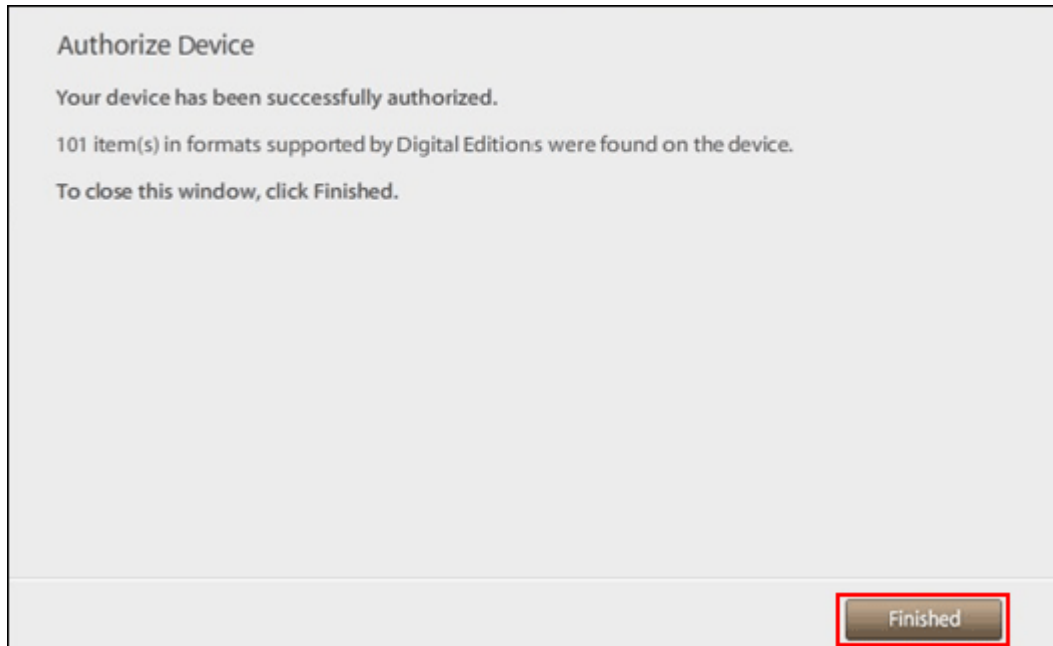 Authorize Device
Your device has been successfully authorized.
101 item(s) in formats supported by Digital Editions were found on the device.
To close this window, click Finished.
Finished